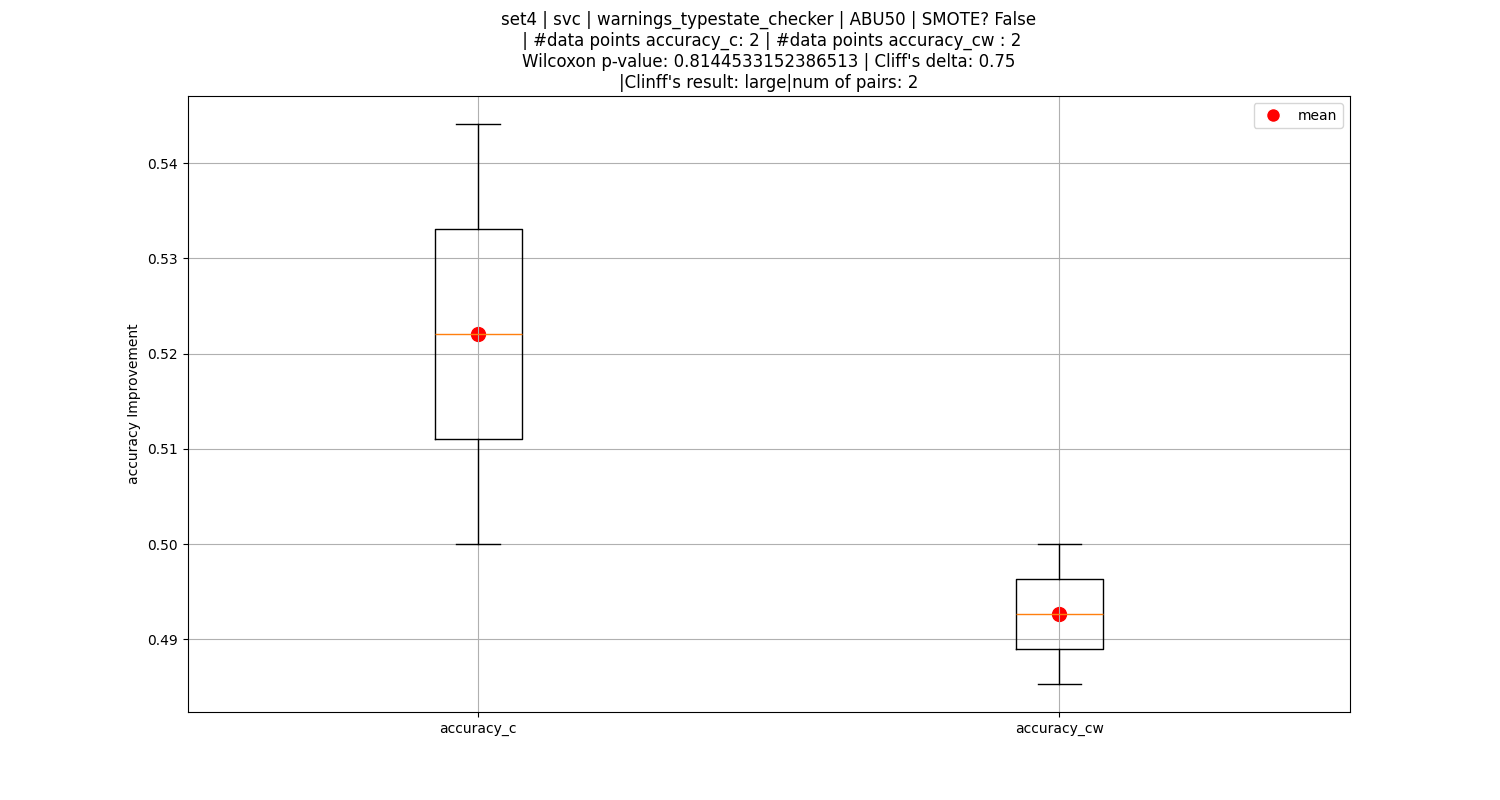 set4 | svc | warnings_typestate_checker | ABU50 | SMOTE? False
| #data points accuracy_c: 2 | #data points accuracy_cw : 2
Wilcoxon p-value: 0.8144533152386513 | Cliff's delta: 0.75
|Clinff's result: large|num of pairs: 2
mean
0.54
0.53
0.52
0.51
0.50
0.49
accuracy Improvement
accuracy_c
accuracy_cw